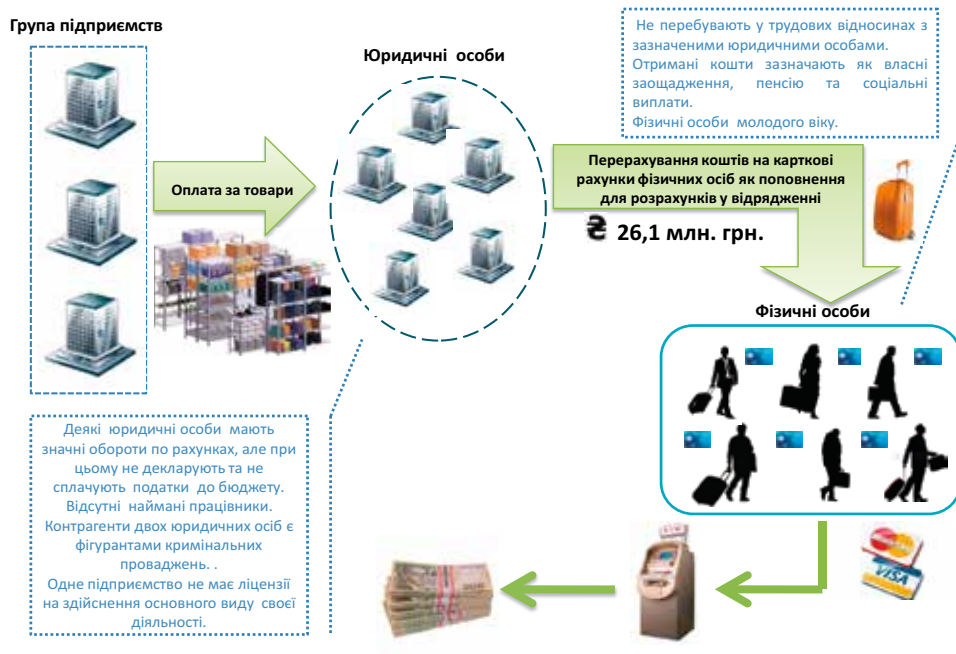 Група підприємств
Юридичні особи
Не перебувають у трудових відносинах з
зазначеними юридичними особами.
Отримані кошти зазначають як власні
заощадження, пенсію та соціальні
виплати.
Фізичні особи молодого віку.
Оплата за товари
Перерахування коштів на карткові
рахунки фізичних осіб як поповнення
для розрахунків у відрядженні
₴ 26,1 млн. грн.
Фізичні особи
Деякі юридичні особи мають
значні обороти по рахунках, але при
цьому не декларують та не
сплачують податки до бюджету.
Відсутні наймані працівники.
Контрагенти двох юридичних осіб є
фігурантами кримінальних
проваджень. .
Одне підприємство не має ліцензії
на здійснення основного виду своєї
діяльності.
MasterCard
VISA